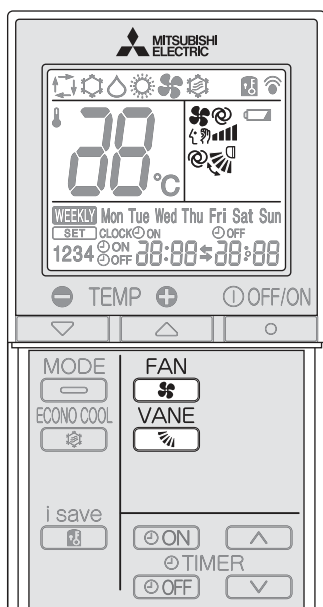 MITSUBISHI
ELECTRIC
88 °C
WEEKLY Mon Tue Wed Thu Fri Sat Sun
SET CLOCK ON OFF
1234 ON OFF 88:88 88:88
TEMP OFF/ON
MODE FAN
ECONO COOL VANE
i save
ON
TIMER
OFF